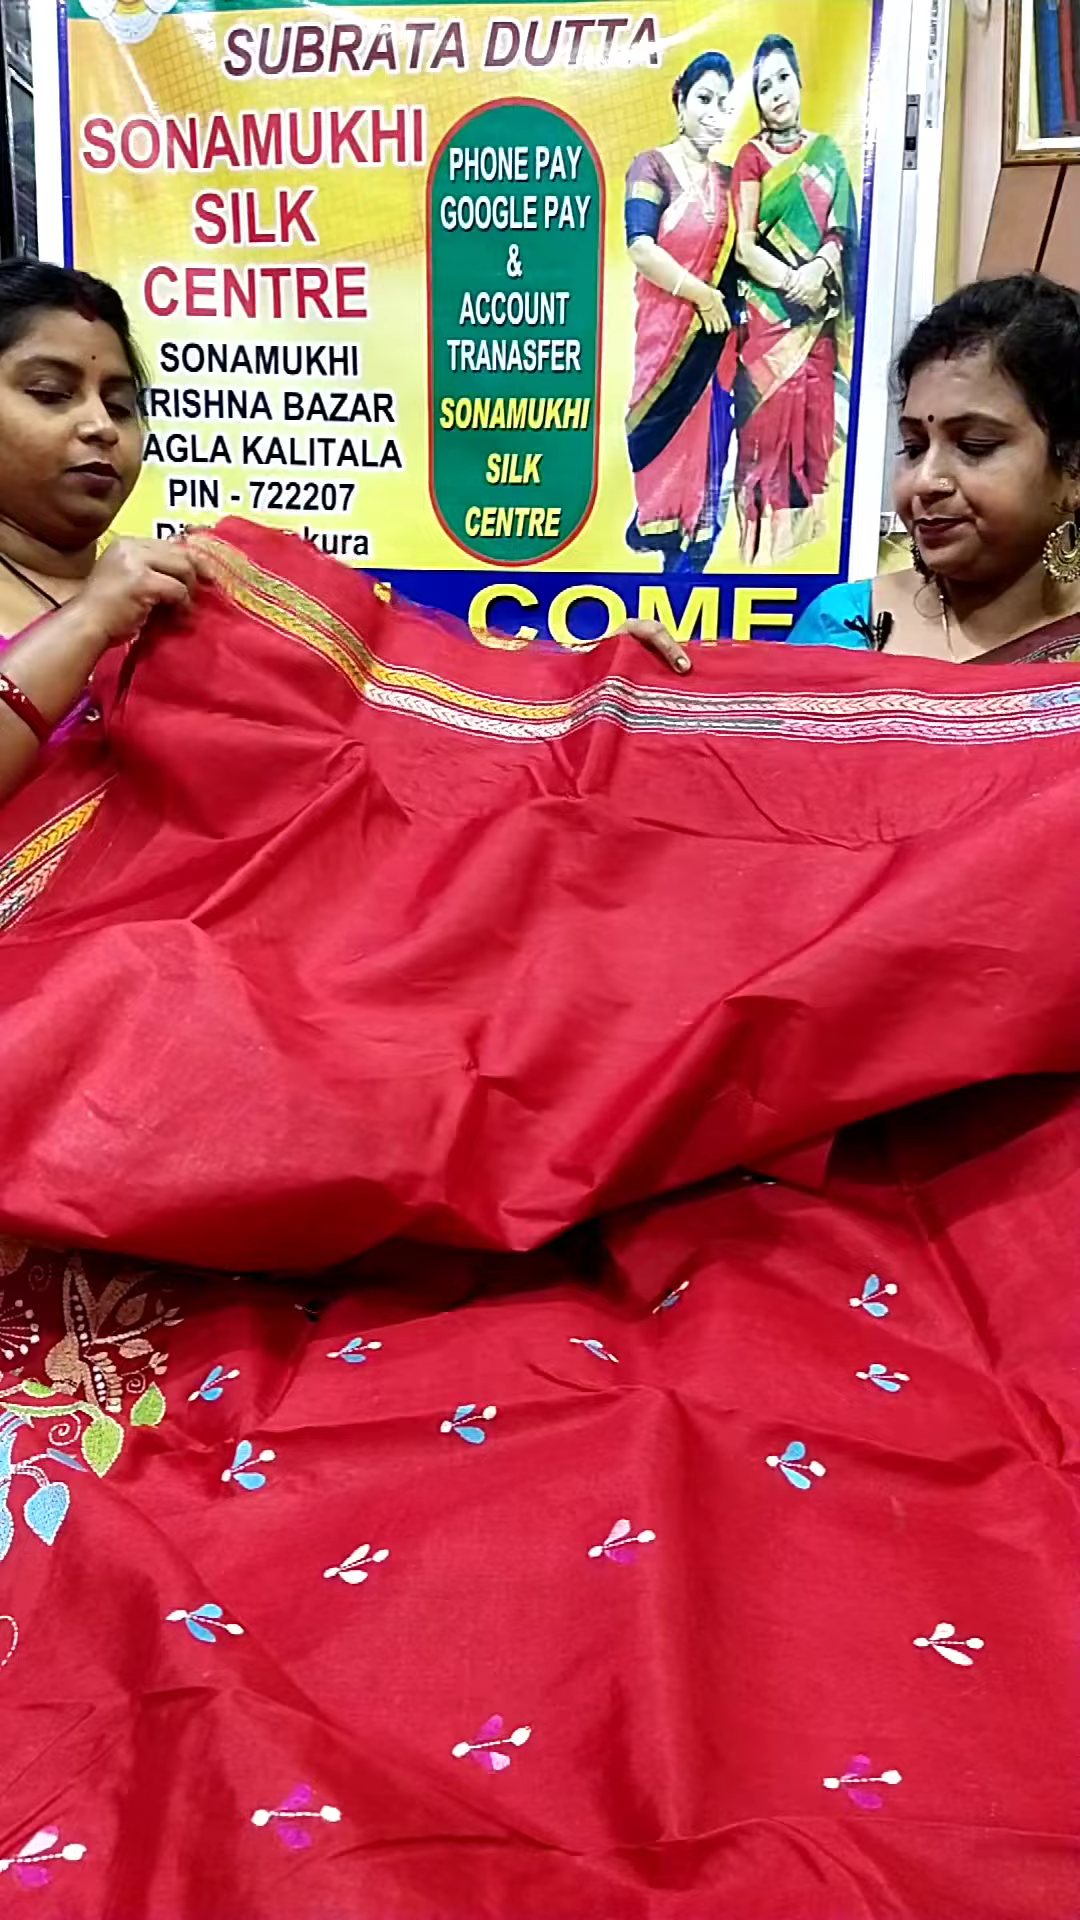 SUBRATA DUTTA
SONAMUKHI
SILK
CENTRE
SONAMUKHI
KRISHNA BAZAR
AGLA KALITALA
PIN - 722207
kura
PHONE PAY
GOOGLE PAY
&
ACCOUNT
TRANASFER
SONAMUKHI
SILK
CENTRE
COME